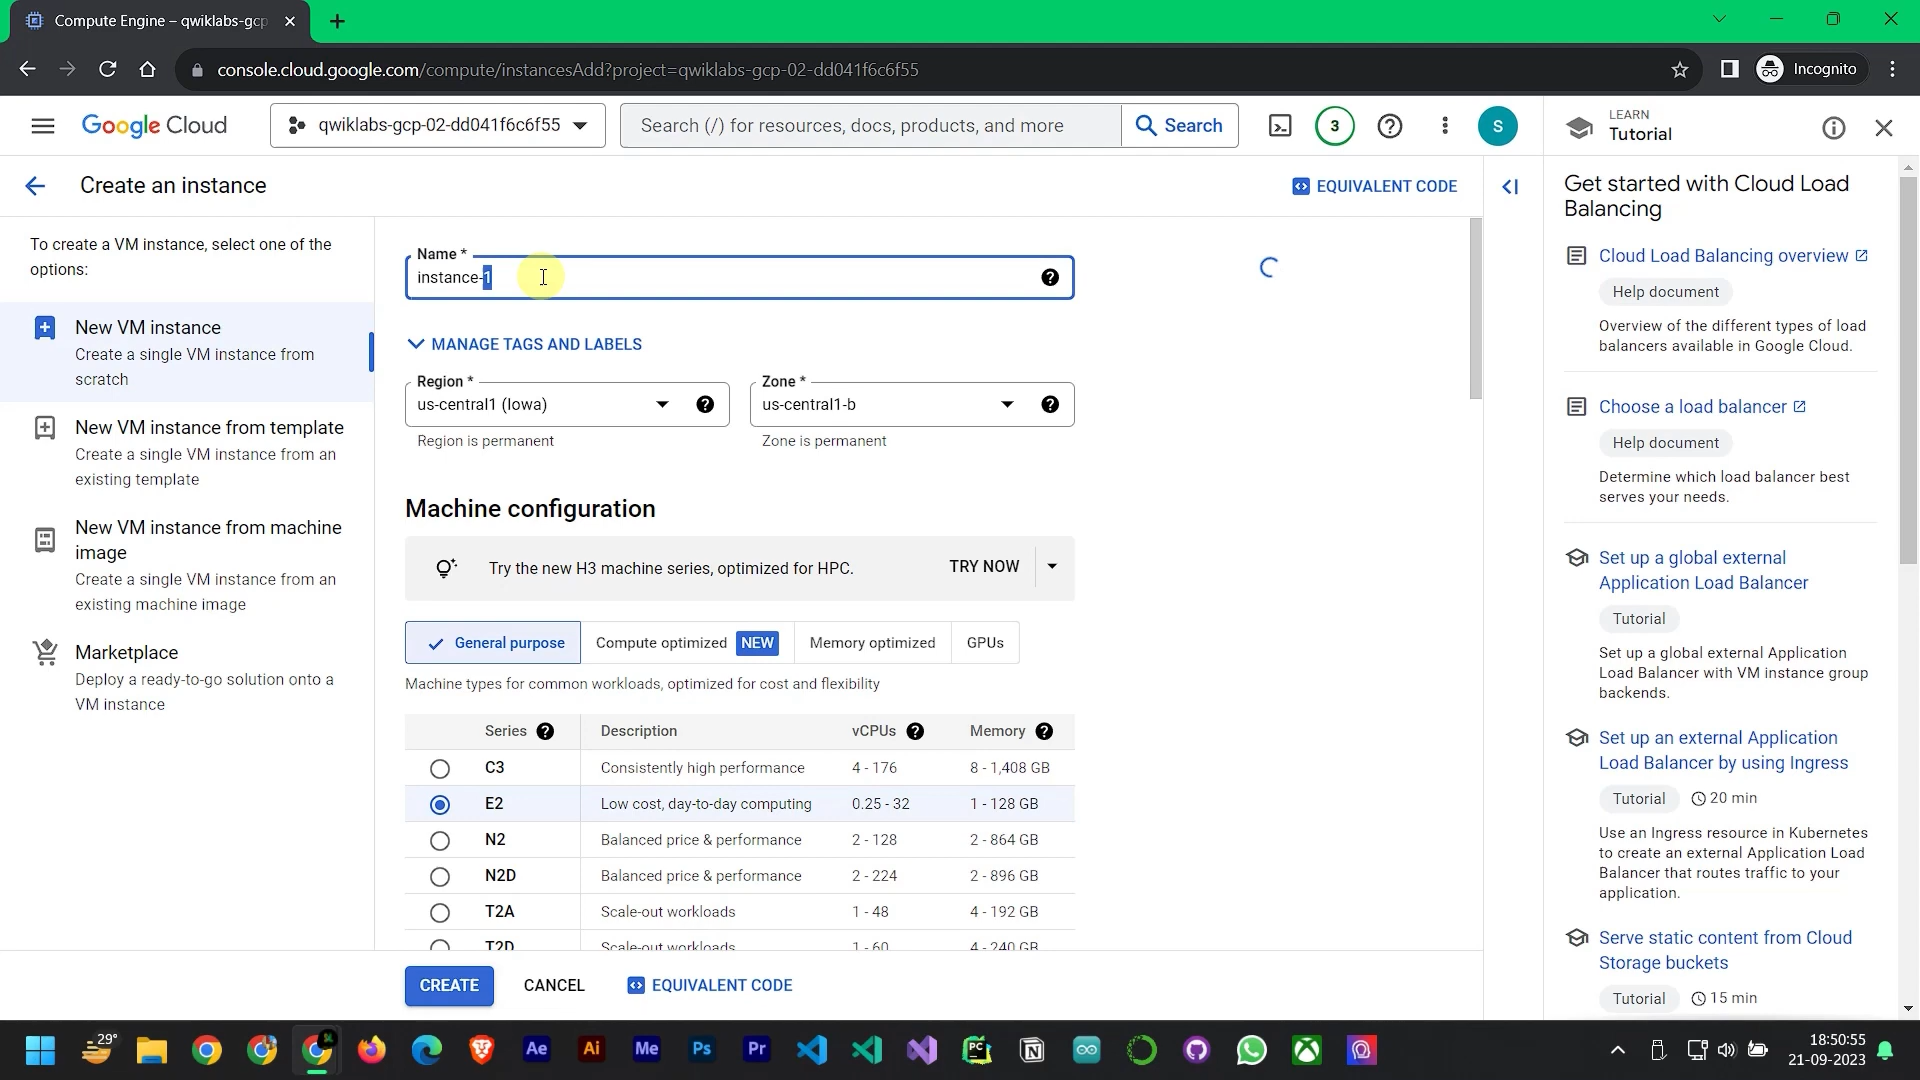 Compute Engine – qwiklabs-gcp
console.cloud.google.com/compute/instancesAdd?project=qwiklabs-gcp-02-dd041f6c6f55
Incognito
Google Cloud
qwiklabs-gcp-02-dd041f6c6f55
Search (/) for resources, docs, products, and more
Search
3
S
LEARN
Tutorial
Create an instance
EQUIVALENT CODE
To create a VM instance, select one of the
options:
New VM instance
Create a single VM instance from
scratch
New VM instance from template
Create a single VM instance from an
existing template
New VM instance from machine
image
Create a single VM instance from an
existing machine image
Marketplace
Deploy a ready-to-go solution onto a
VM instance
Name *
instance-1
MANAGE TAGS AND LABELS
Region *
us-central1 (Iowa)
Region is permanent
Zone *
us-central1-b
Zone is permanent
Machine configuration
Try the new H3 machine series, optimized for HPC.
TRY NOW
General purpose
Compute optimized NEW
Memory optimized
GPUs
Machine types for common workloads, optimized for cost and flexibility
Series Description vCPUs Memory
C3 Consistently high performance 4 - 176 8 - 1,408 GB
E2 Low cost, day-to-day computing 0.25 - 32 1 - 128 GB
N2 Balanced price & performance 2 - 128 2 - 864 GB
N2D Balanced price & performance 2 - 224 2 - 896 GB
T2A Scale-out workloads 1 - 48 4 - 192 GB
T2D Scale-out workloads 1 - 60 4 - 240 GB
CREATE
CANCEL
EQUIVALENT CODE
Get started with Cloud Load
Balancing
Cloud Load Balancing overview
Help document
Overview of the different types of load
balancers available in Google Cloud.
Choose a load balancer
Help document
Determine which load balancer best
serves your needs.
Set up a global external
Application Load Balancer
Tutorial
Set up a global external Application
Load Balancer with VM instance group
backends.
Set up an external Application
Load Balancer by using Ingress
Tutorial 20 min
Use an Ingress resource in Kubernetes
to create an external Application Load
Balancer that routes traffic to your
application.
Serve static content from Cloud
Storage buckets
Tutorial 15 min
29°
Ae
Ai
Me
Ps
Pr
PC
18:50:55
21-09-2023